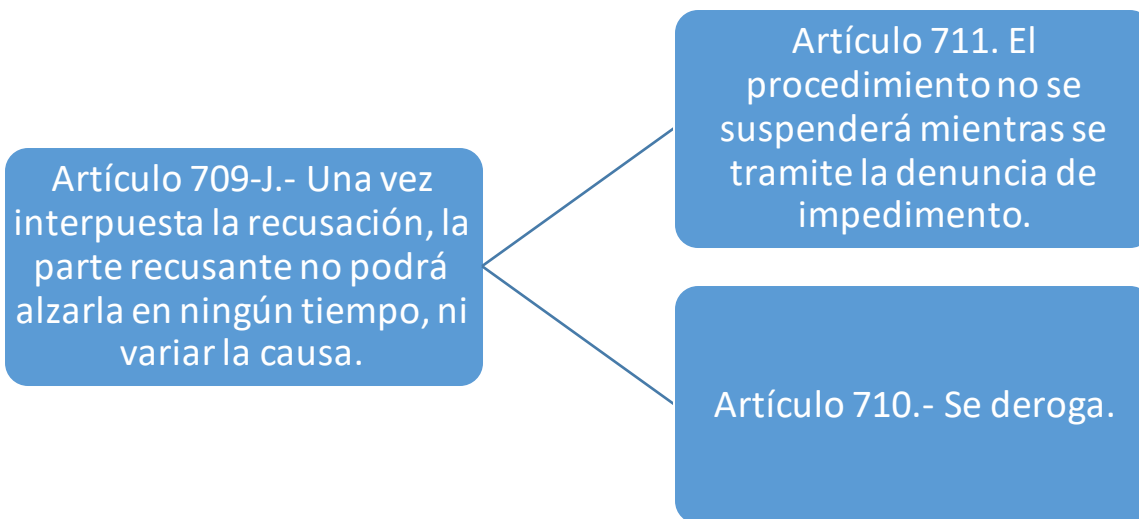 Artículo 709-J.- Una vez
interpuesta la recusación, la
parte recusante no podrá
alzarla en ningún tiempo, ni
variar la causa.
Artículo 711. El
procedimiento no se
suspenderá mientras se
tramite la denuncia de
impedimento.
Artículo 710.- Se deroga.